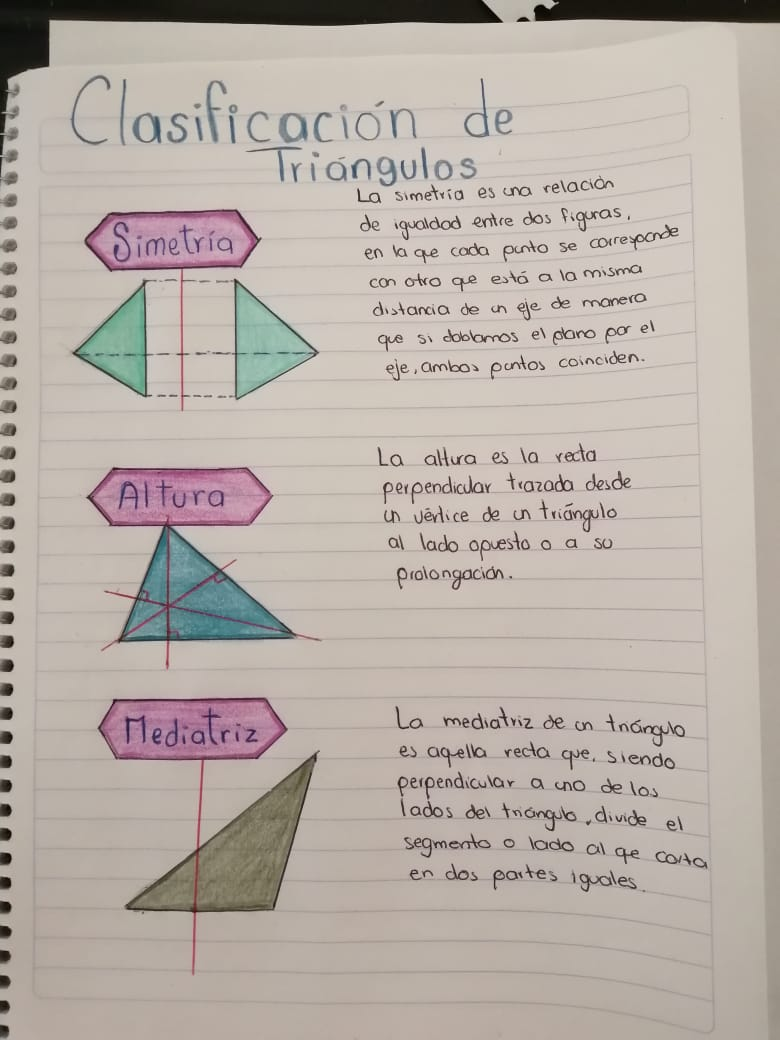 Clasificación de
Triángulos
Simetría
La simetría es una relación
de igualdad entre dos figuras,
en la que cada punto se corresponde
con otro que está a la misma
distancia de un eje de manera
que si doblamos el plano por el
eje, ambos puntos coinciden.
Altura
La altura es la recta
perpendicular trazada desde
un vértice de un triángulo
al lado opuesto o a su
prolongación.
Mediatriz
La mediatriz de un triángulo
es aquella recta que, siendo
perpendicular a uno de los
lados del triángulo, divide el
segmento o lado al que corta
en dos partes iguales.